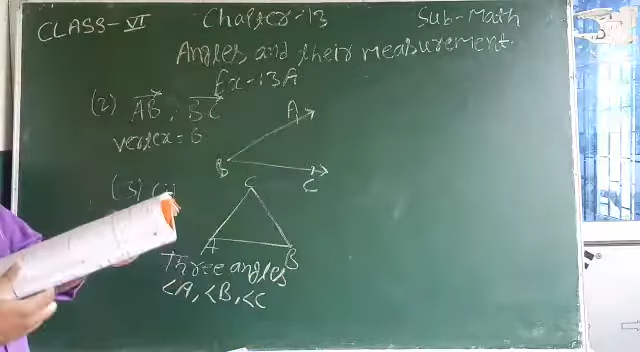 CLASS-VI Chapter-13 Sub-Math
Angles and their measurement.
Ex-13A
(2) AB, BC
vertex = B
A
B
C
(3) (i)
C
A
B
Three angles
<A, <B, <C